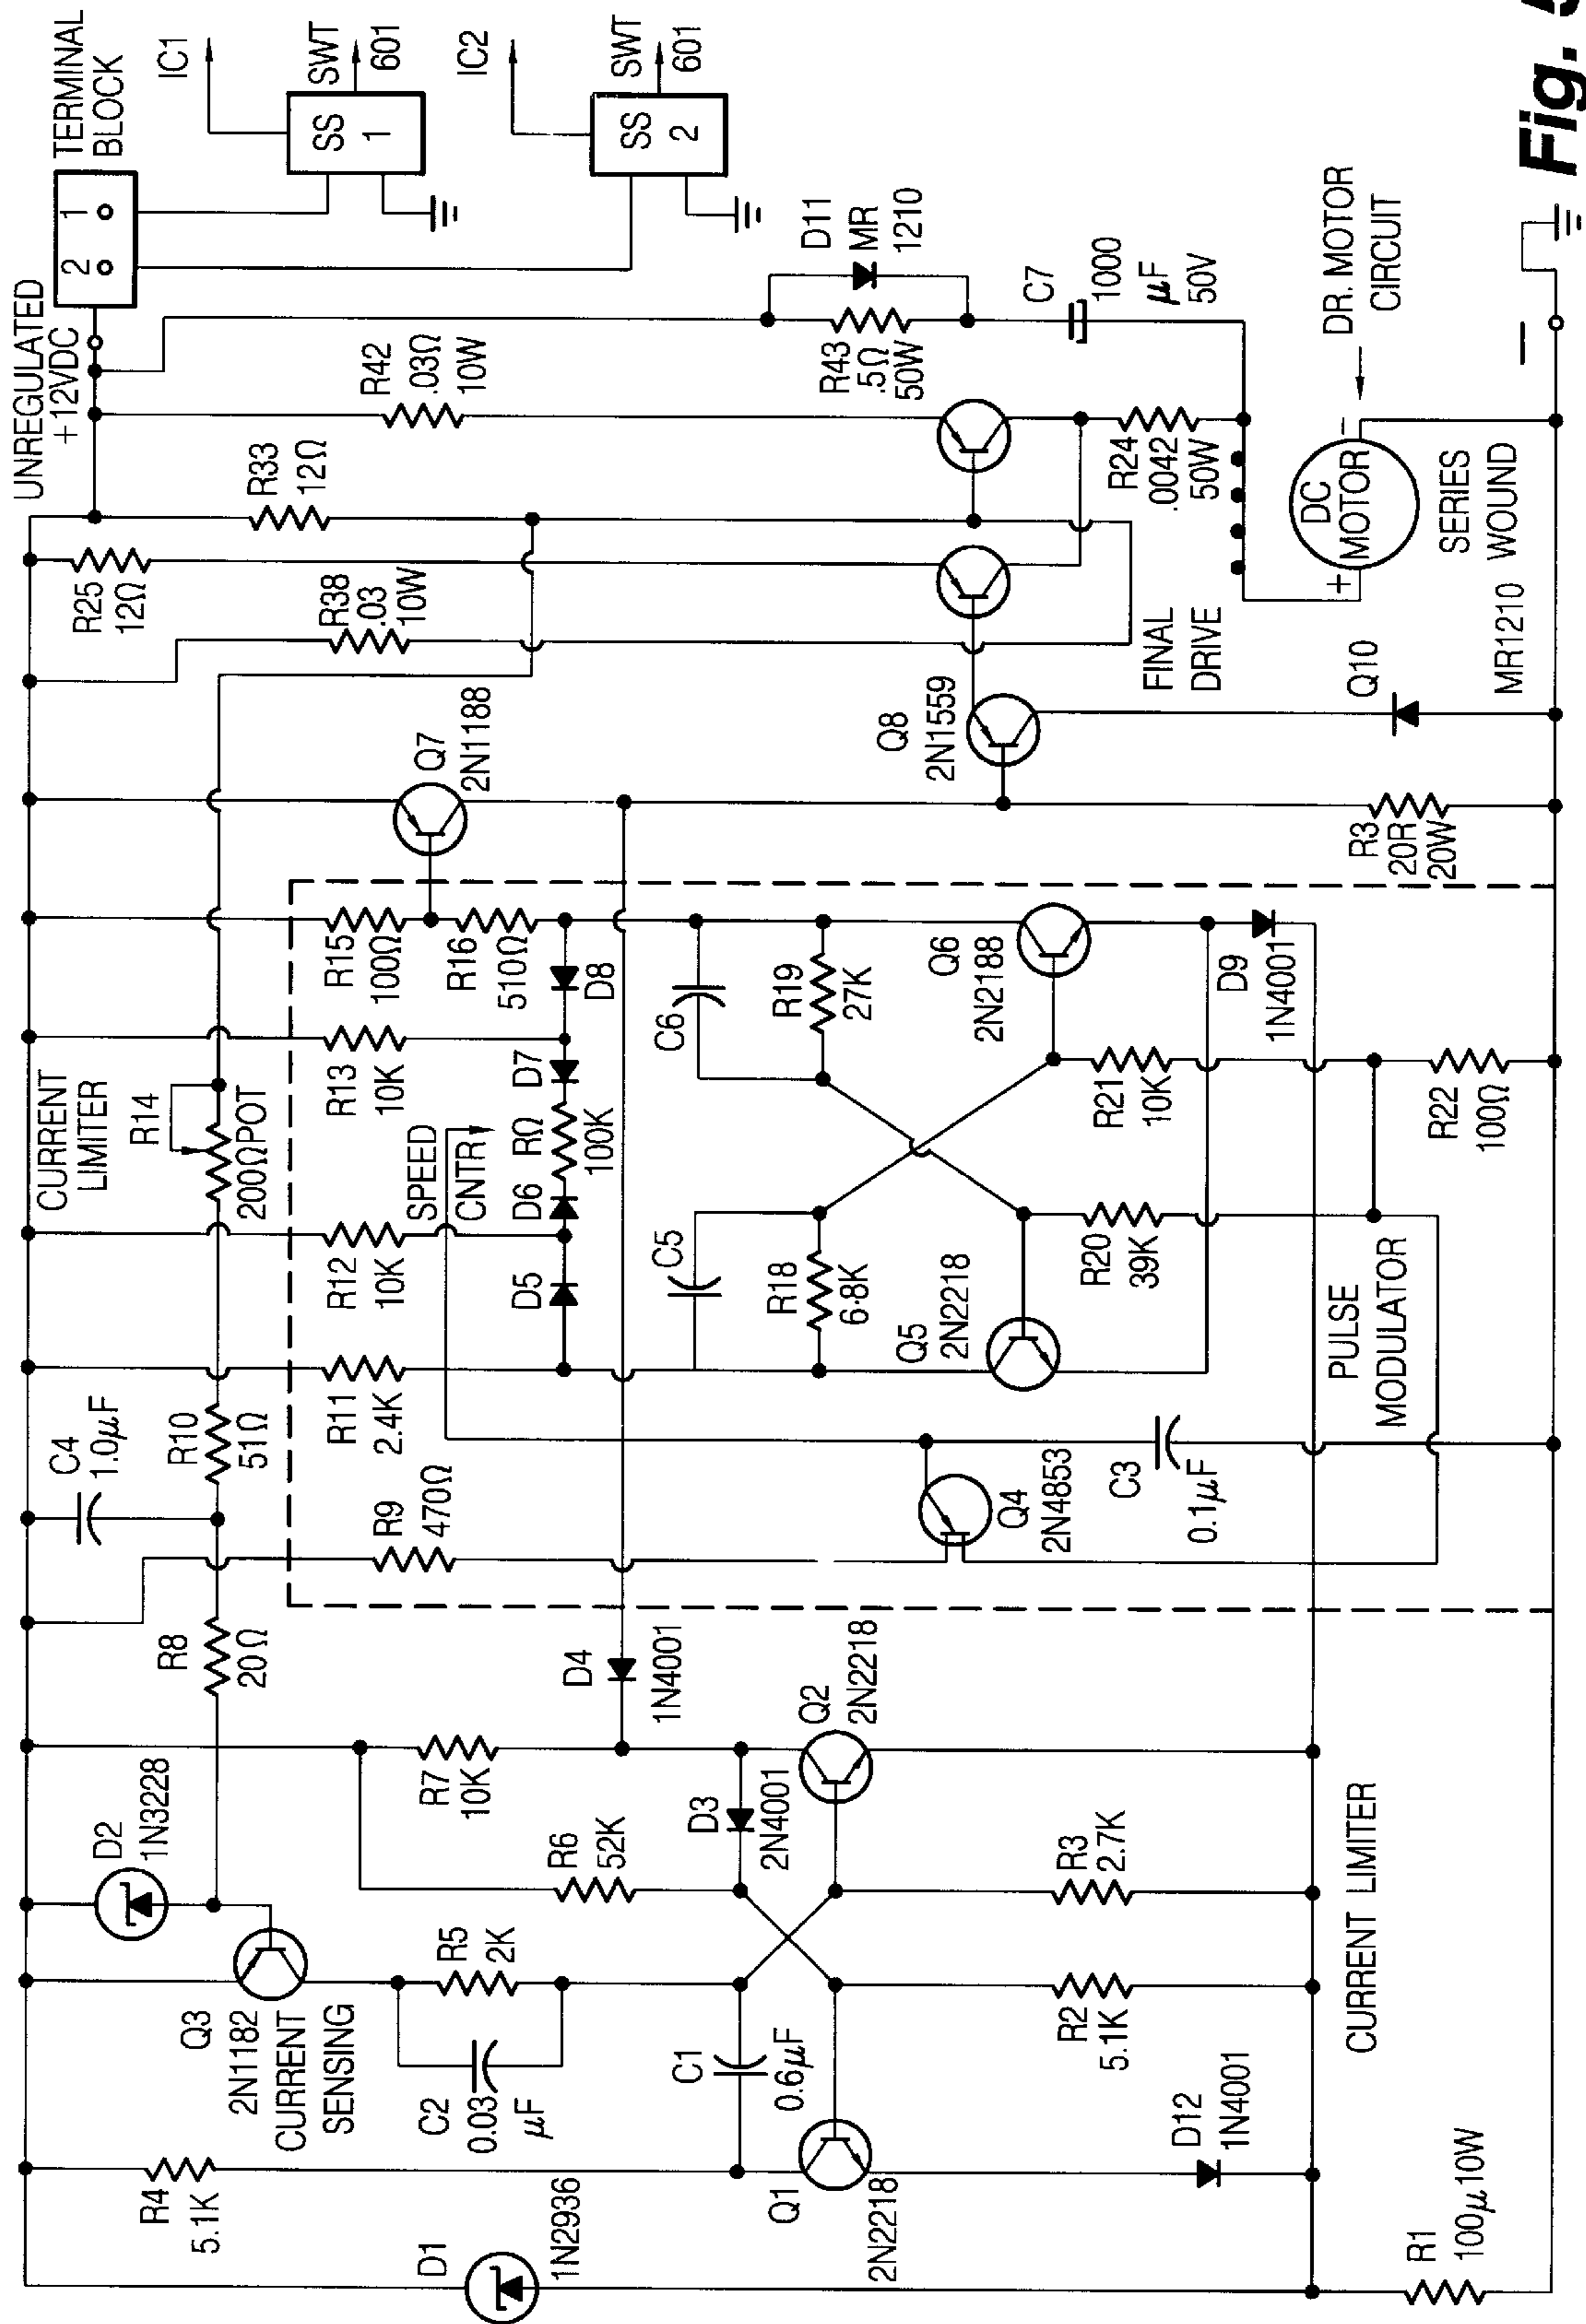 UNREGULATED
+12VDC
TERMINAL
BLOCK
2 1
IC1
SS
1
SWT
601
IC2
SS
2
SWT
601
R25
12Ω
R33
12Ω
R38
.03
10W
R42
.03Ω
10W
R43
.5Ω
50W
D11
MR
1210
C7
1000
μF
50V
R24
.0042
50W
FINAL
DRIVE
DC
MOTOR
+
-
DR. MOTOR
CIRCUIT
SERIES
WOUND
MR1210
Q10
—
Q7
2N1188
Q8
2N1559
R3
20R
20W
CURRENT
LIMITER
R14
200ΩPOT
C4
1.0μF
R10
51Ω
R8
20Ω
R9
470Ω
R11
2.4K
R12
10K
R13
10K
R15
100Ω
R16
510Ω
SPEED
CNTR
D5
D6
RΩ
100K
D7
D8
C5
R18
6.8K
C6
R19
27K
Q5
2N2218
Q6
2N2188
R20
39K
R21
10K
R22
100Ω
D9
1N4001
Q4
2N4853
C3
0.1μF
PULSE
MODULATOR
D2
1N3228
Q3
2N1182
CURRENT
SENSING
R4
5.1K
R5
2K
C2
0.03
μF
C1
0.6μF
R6
52K
R7
10K
D4
1N4001
D3
2N4001
Q1
2N2218
Q2
2N2218
R2
5.1K
R3
2.7K
D12
1N4001
D1
1N2936
R1
100μ10W
CURRENT LIMITER
Fig.